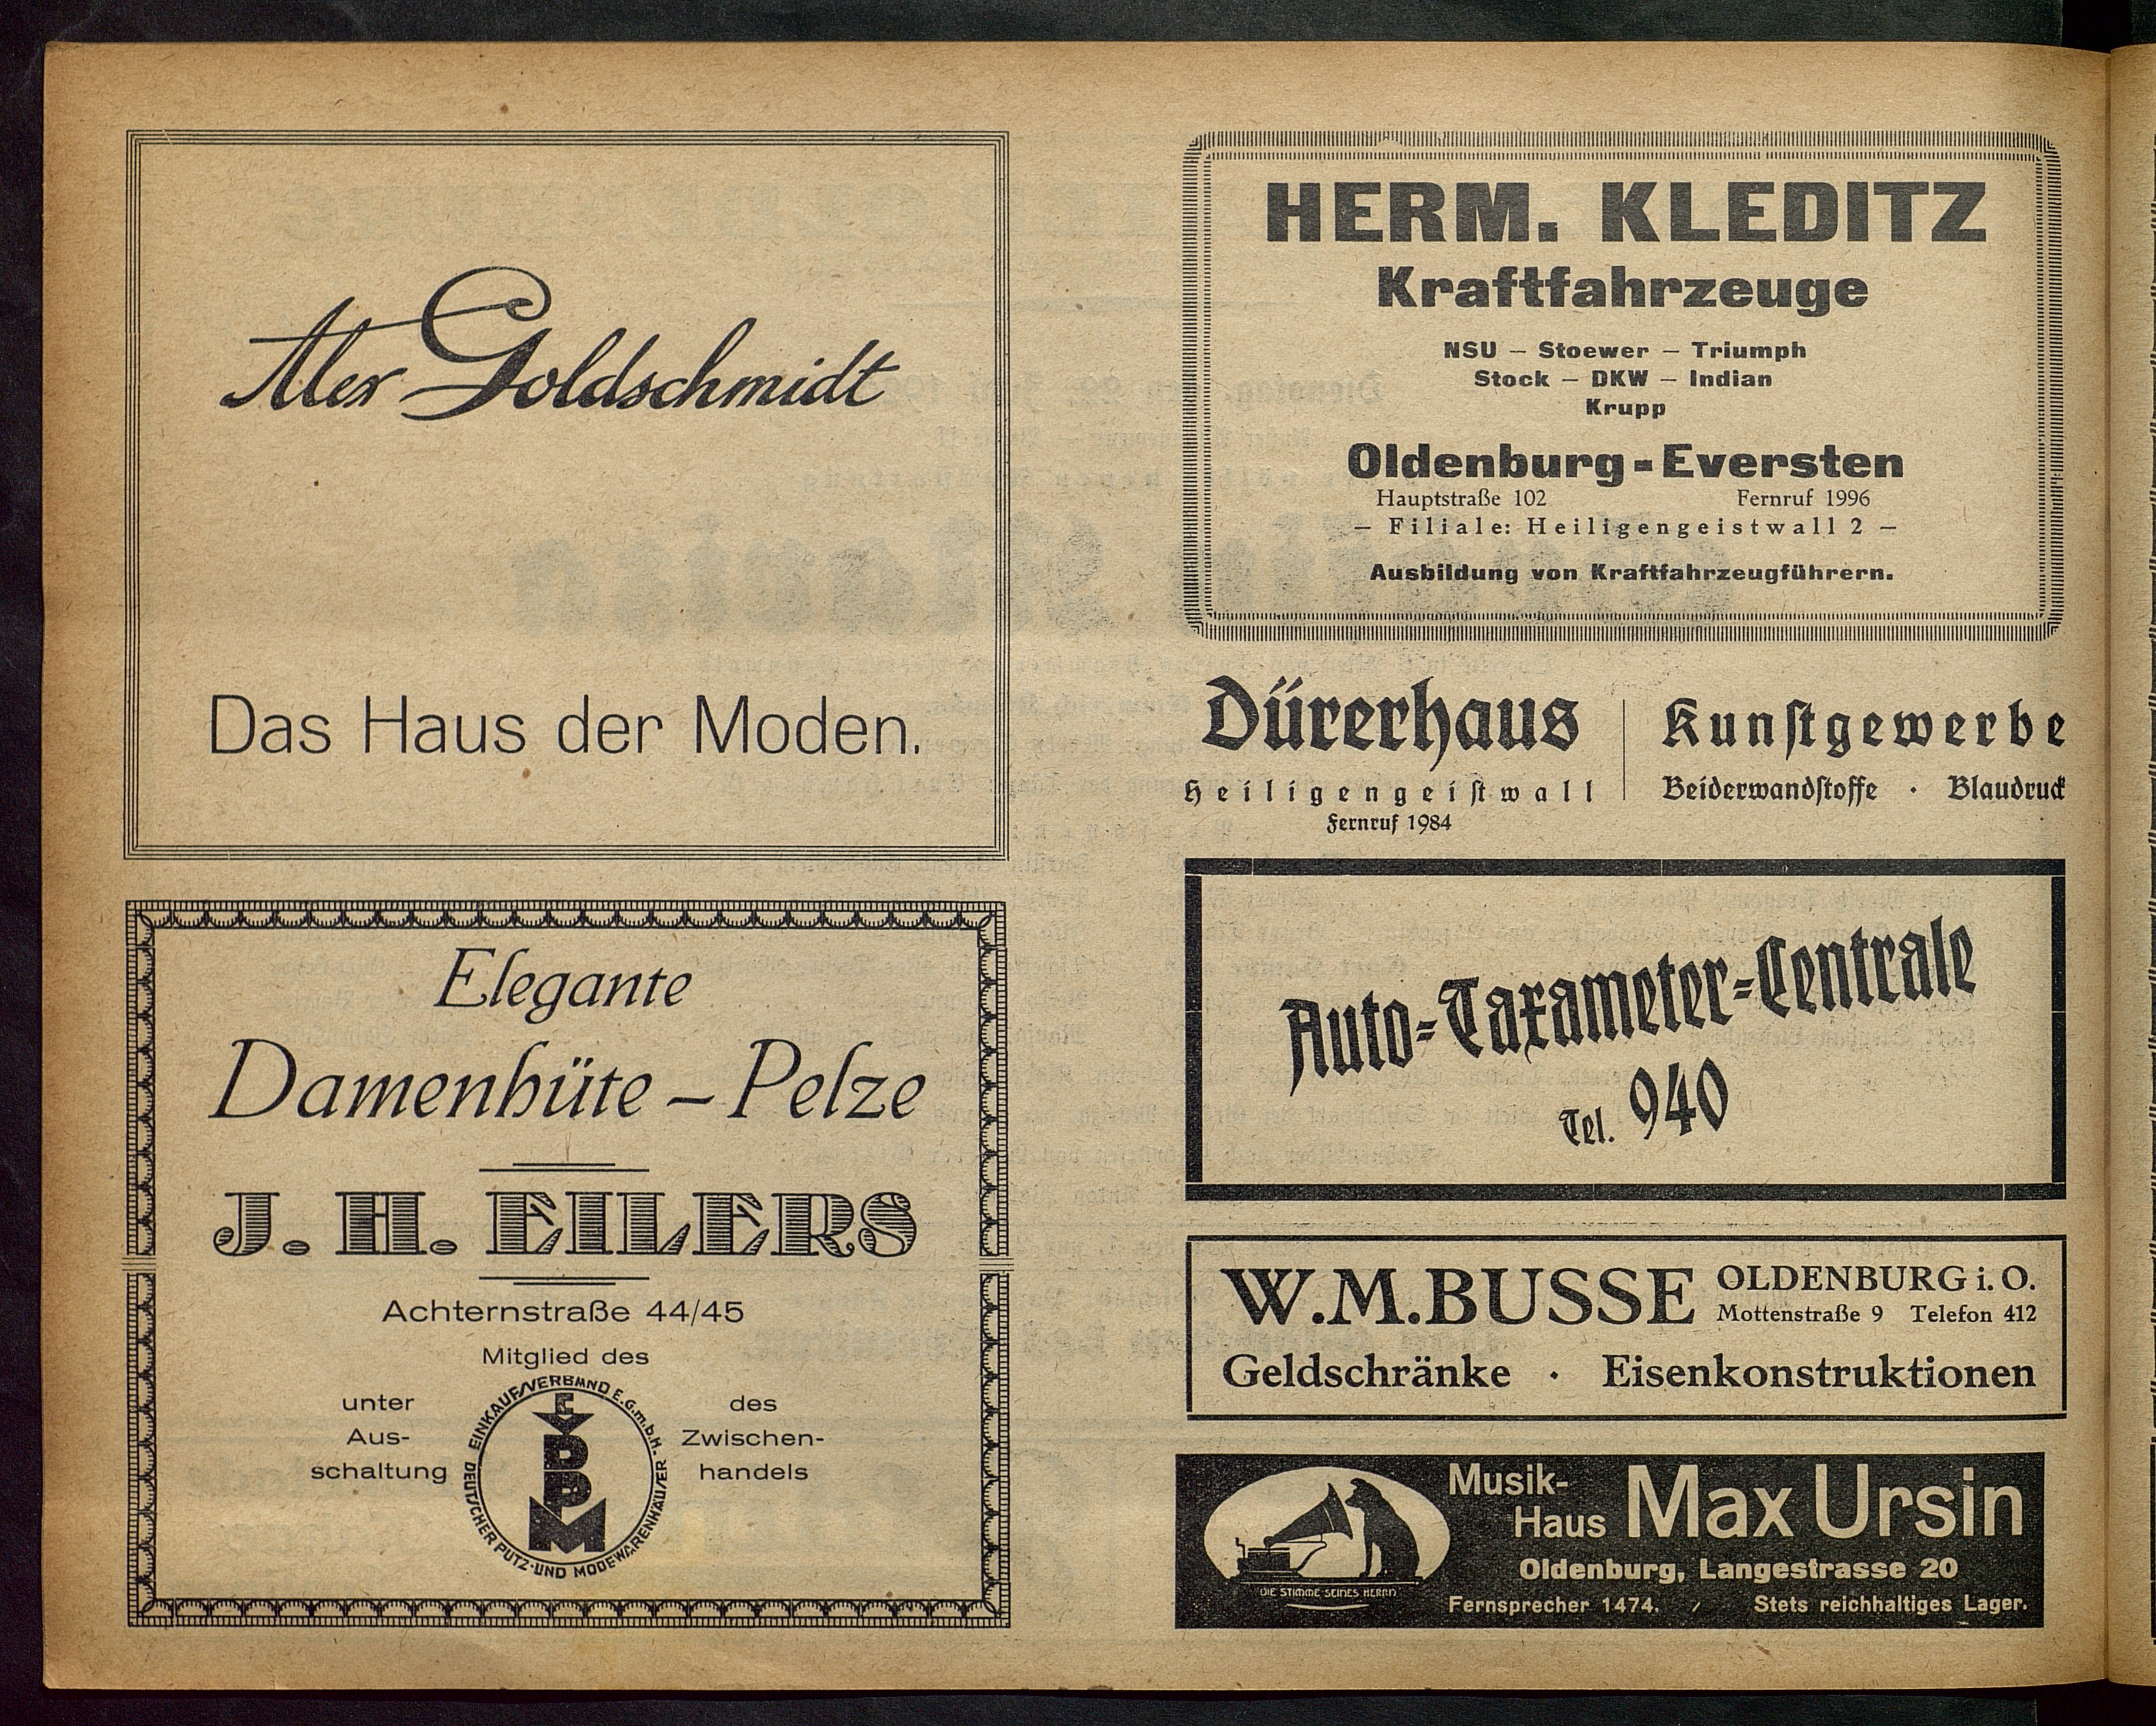 Alex Goldschmidt
Das Haus der Moden.
Elegante
Damenhüte – Pelze
J. H. EILERS
Achternstraße 44/45
Mitglied des
unter
Aus-
schaltung
EINKAUFSVERBAND E.G.m.b.H.
DEUTSCHER PUTZ-UND MODEWARENHÄUSER
E
V
D
P
M
des
Zwischen-
handels
HERM. KLEDITZ
Kraftfahrzeuge
NSU – Stoewer – Triumph
Stock – DKW – Indian
Krupp
Oldenburg-Eversten
Hauptstraße 102 Fernruf 1996
– Filiale: Heiligengeistwall 2 –
Ausbildung von Kraftfahrzeugführern.
Dürerhaus
Heiligengeiſtwall
Fernruf 1984
Kunſtgewerbe
Beiderwandſtoffe · Blaudruck
Auto-Taxameter-Centrale
Tel. 940
W.M.BUSSE OLDENBURG i. O.
Mottenstraße 9 Telefon 412
Geldschränke · Eisenkonstruktionen
Musik-
Haus Max Ursin
Oldenburg, Langestrasse 20
DIE STIMME SEINES HERRN
Fernsprecher 1474. / Stets reichhaltiges Lager.